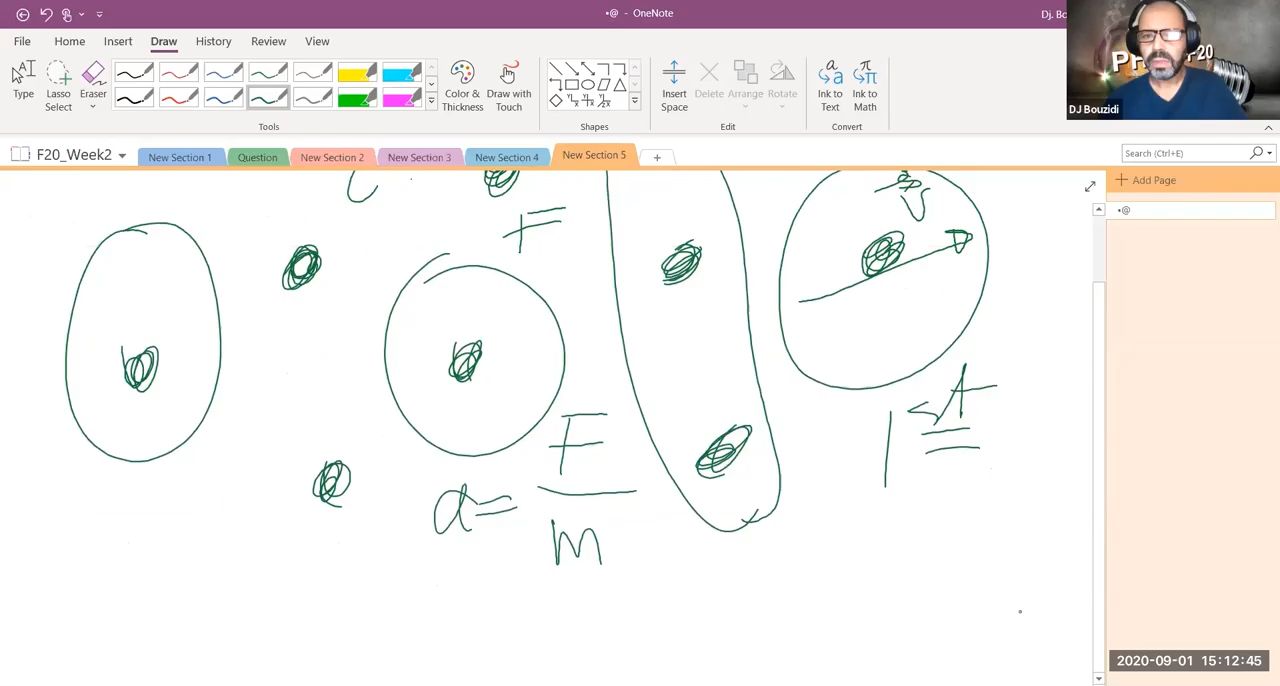 •@ - OneNote
Dj. Bo
File Home Insert Draw History Review View
Type
Lasso Select
Eraser
Color & Thickness
Draw with Touch
Insert Space
Delete
Arrange
Rotate
Ink to Text
Ink to Math
Tools
Shapes
Edit
Convert
DJ Bouzidi
F20_Week2
New Section 1
Question
New Section 2
New Section 3
New Section 4
New Section 5
Search (Ctrl+E)
Add Page
•@
F
V
1st
a = F
m
2020-09-01 15:12:45